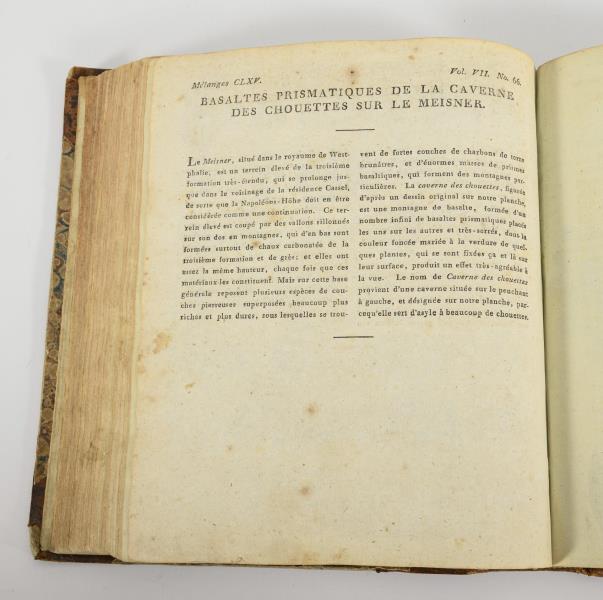 Mélanges CLXV.
Vol. VII. No. 66.
BASALTES PRISMATIQUES DE LA CAVERNE
DES CHOUETTES SUR LE MEISNER.
Le Meisner, situé dans le royaume de West-
phalie, est un terrein élevé de la troisième
formation très-étendu, qui se prolonge jus-
que dans le voisinage de la résidence Cassel,
de sorte que la Napoléons-Höhe doit en être
considérée comme une continuation. Ce ter-
rein élevé est coupé par des vallons sillonnés
sur son dos en montagnes, qui d'en bas sont
formées surtout de chaux carbonatée de la
troisième formation et de grès: et elles ont
assez la même hauteur, chaque fois que ces
matériaux les constituent. Mais sur cette base
générale reposent plusieurs espèces de cou-
ches pierreuses superposées beaucoup plus
riches et plus dures, sous lesquelles se trou-
vent de fortes couches de charbons de terre
brunâtres, et d'énormes masses de prismes
basaltiques, qui forment des montagnes par-
ticulières. La caverne des chouettes, figurée
d'après un dessin original sur notre planche,
est une montagne de basalte, formée d'un
nombre infini de basaltes prismatiques placés
les uns sur les autres et très-serrés, dont la
couleur foncée mariée à la verdure de quel-
ques plantes, qui se sont fixées çà et là sur
leur surface, produit un effet très-agréable à
la vue. Le nom de Caverne des chouettes
provient d'une caverne située sur le penchant
à gauche, et désignée sur notre planche, par-
cequ'elle sert d'asyle à beaucoup de chouettes.